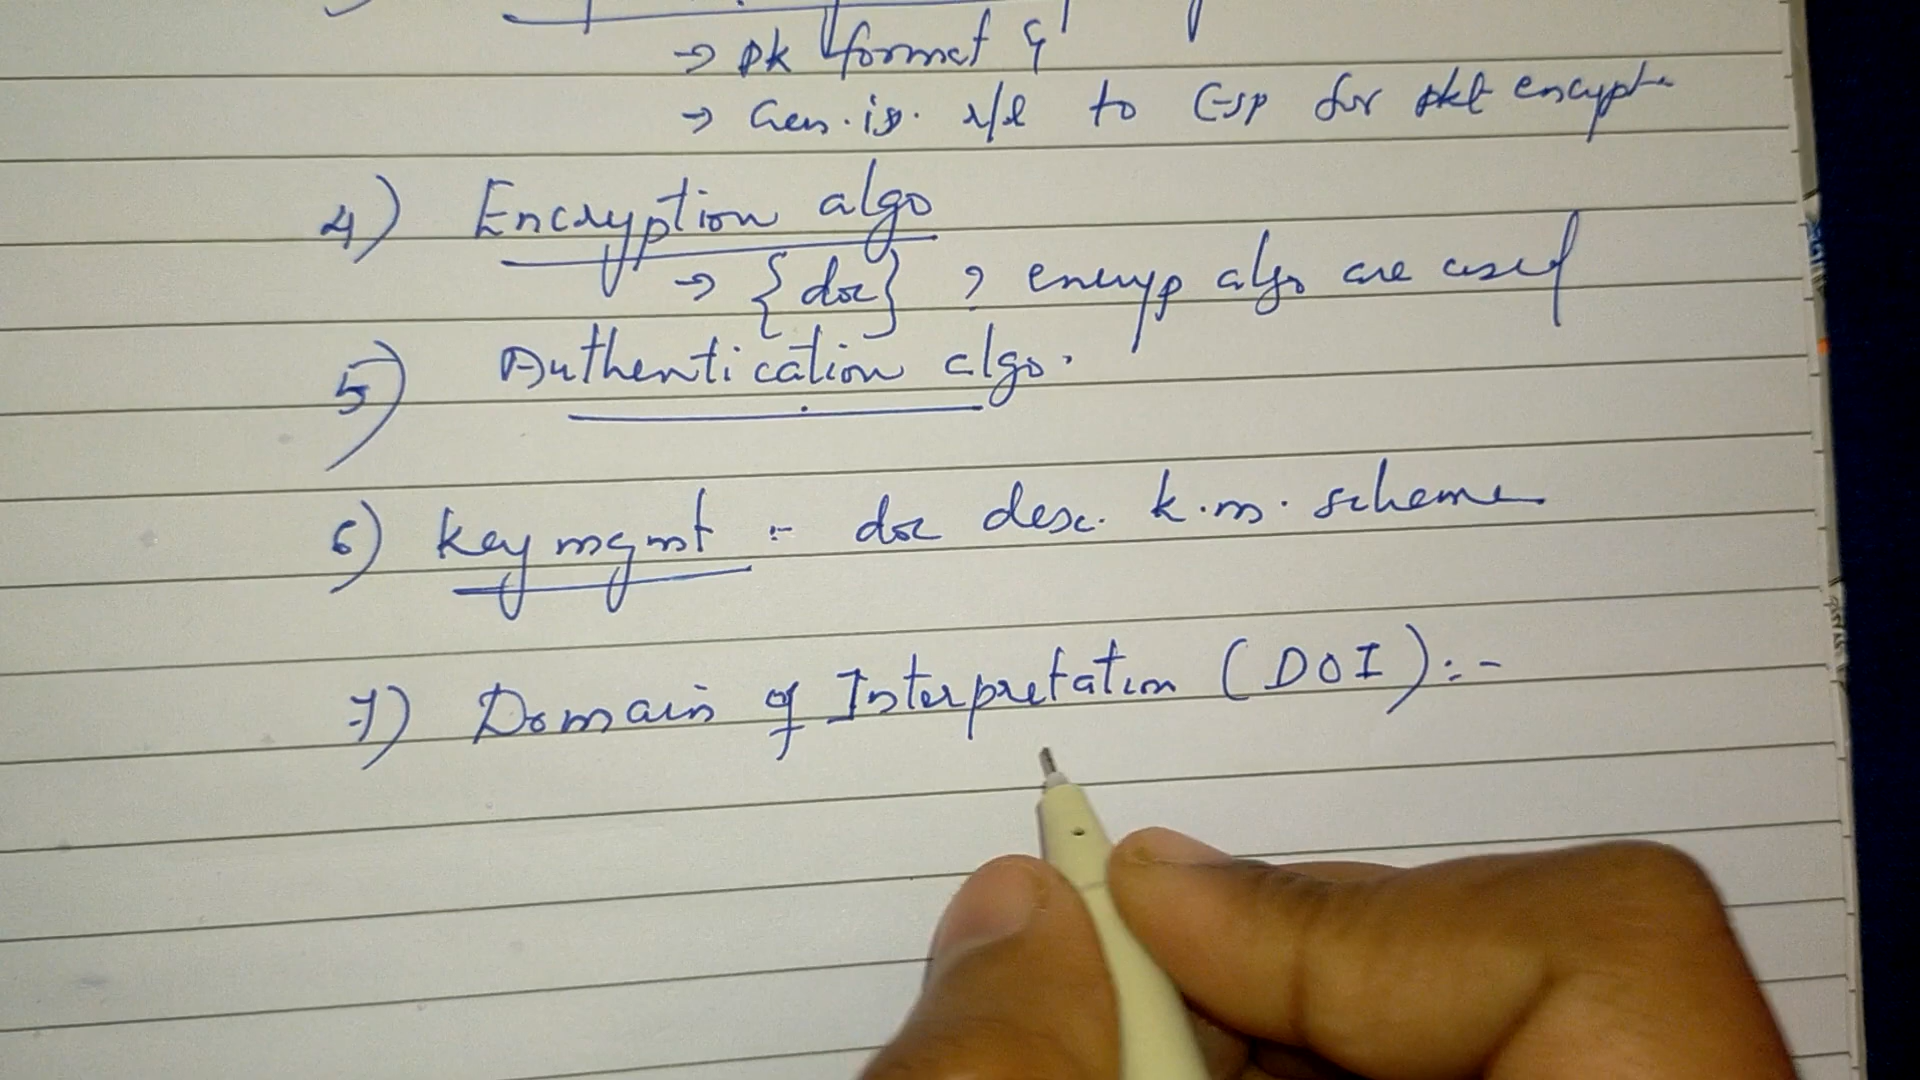 → pk format &
→ Gen. is. r/l to ESP for pkt encrypt
4) Encryption algo
→ {doc} , encryp algo are used
5) Authentication algo.
6) Key mgmt :- doc desc. k.m. scheme
7) Domain of Interpretation (DOI):-